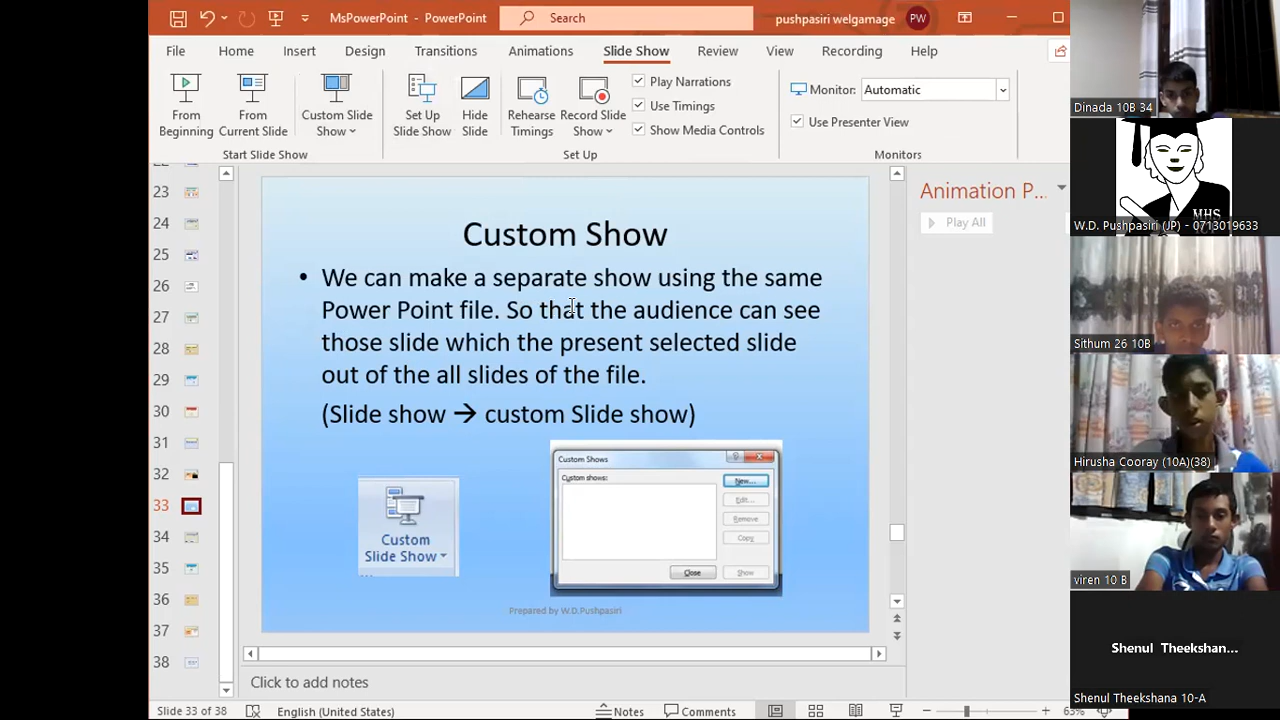 MsPowerPoint - PowerPoint
Search
pushpasiri welgamage
PW
File Home Insert Design Transitions Animations Slide Show Review View Recording Help
From Beginning
From Current Slide
Custom Slide Show
Set Up Slide Show
Hide Slide
Rehearse Timings
Record Slide Show
Play Narrations
Use Timings
Show Media Controls
Monitor: Automatic
Use Presenter View
Start Slide Show
Set Up
Monitors
23
24
25
26
27
28
29
30
31
32
33
34
35
36
37
38
Custom Show
• We can make a separate show using the same
Power Point file. So that the audience can see
those slide which the present selected slide
out of the all slides of the file.
(Slide show → custom Slide show)
Custom
Slide Show
Custom Shows
Custom shows:
New...
Edit...
Remove
Copy
Close
Show
Prepared by W.D.Pushpasiri
Animation P...
Play All
Click to add notes
Slide 33 of 38
English (United States)
Notes
Comments
63%
Dinada 10B 34
MHS
W.D. Pushpasiri (JP) - 0713019633
Sithum 26 10B
Hirusha Cooray (10A)(38)
viren 10 B
Shenul Theekshan...
Shenul Theekshana 10-A